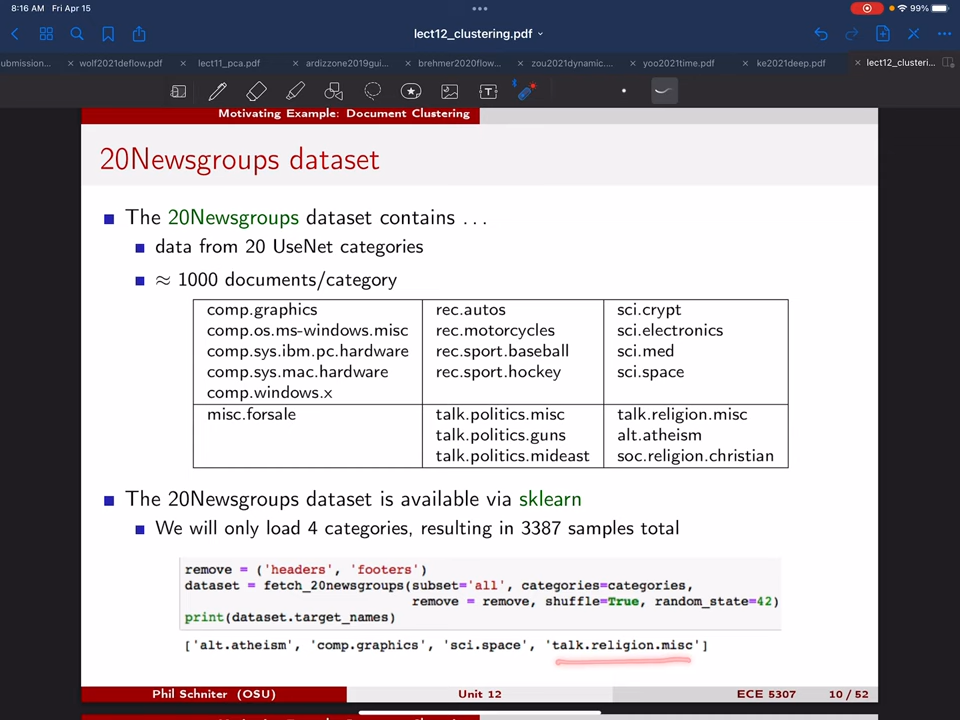 8:16 AM Fri Apr 15
99%
lect12_clustering.pdf
ubmission...
wolf2021deflow.pdf
lect11_pca.pdf
ardizzone2019gui...
brehmer2020flow...
zou2021dynamic....
yoo2021time.pdf
ke2021deep.pdf
lect12_clusteri...
Motivating Example: Document Clustering
20Newsgroups dataset
The 20Newsgroups dataset contains ...
data from 20 UseNet categories
≈ 1000 documents/category
comp.graphics rec.autos sci.crypt
comp.os.ms-windows.misc rec.motorcycles sci.electronics
comp.sys.ibm.pc.hardware rec.sport.baseball sci.med
comp.sys.mac.hardware rec.sport.hockey sci.space
comp.windows.x
misc.forsale talk.politics.misc talk.religion.misc
talk.politics.guns alt.atheism
talk.politics.mideast soc.religion.christian
The 20Newsgroups dataset is available via sklearn
We will only load 4 categories, resulting in 3387 samples total
remove = ('headers', 'footers')
dataset = fetch_20newsgroups(subset='all', categories=categories,
remove = remove, shuffle=True, random_state=42)
print(dataset.target_names)
['alt.atheism', 'comp.graphics', 'sci.space', 'talk.religion.misc']
Phil Schniter (OSU) Unit 12 ECE 5307 10 / 52